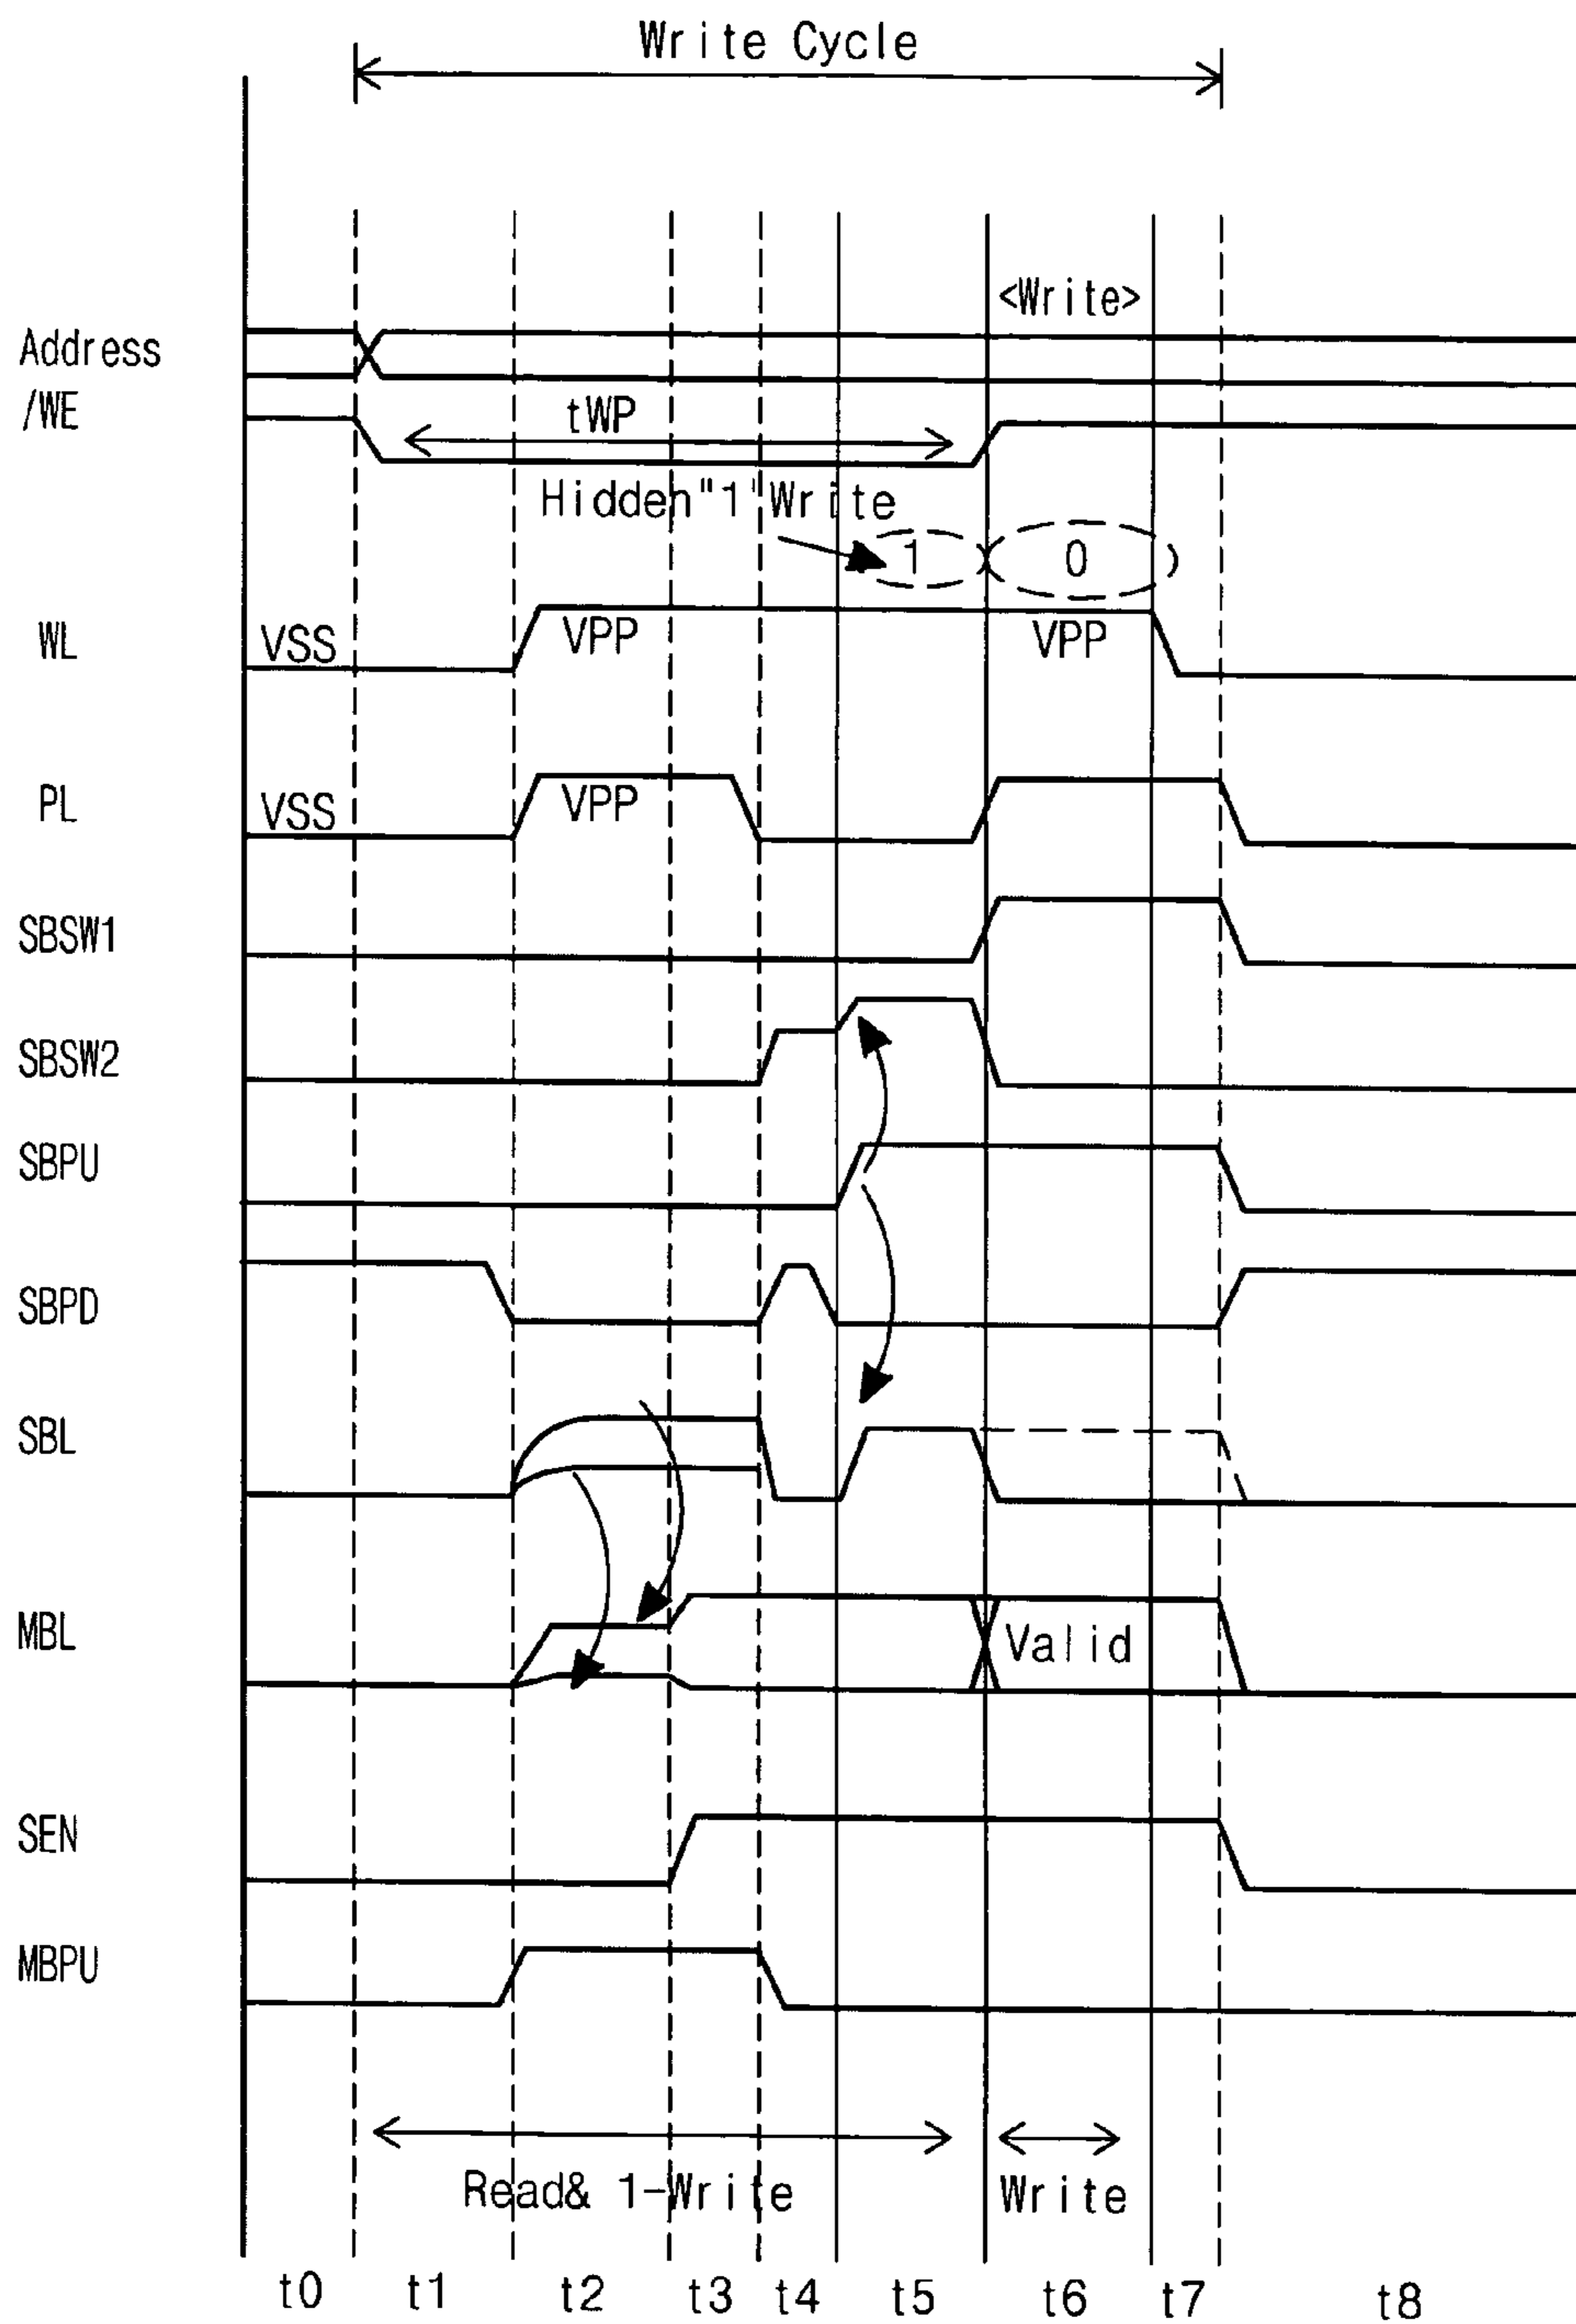 Write Cycle
<Write>
Address
/WE
tWP
Hidden"1'Write
1
0
WL
VSS
VPP
VPP
PL
VSS
VPP
SBSW1
SBSW2
SBPU
SBPD
SBL
MBL
Valid
SEN
MBPU
Read& 1-Write
Write
t0 t1 t2 t3 t4 t5 t6 t7 t8